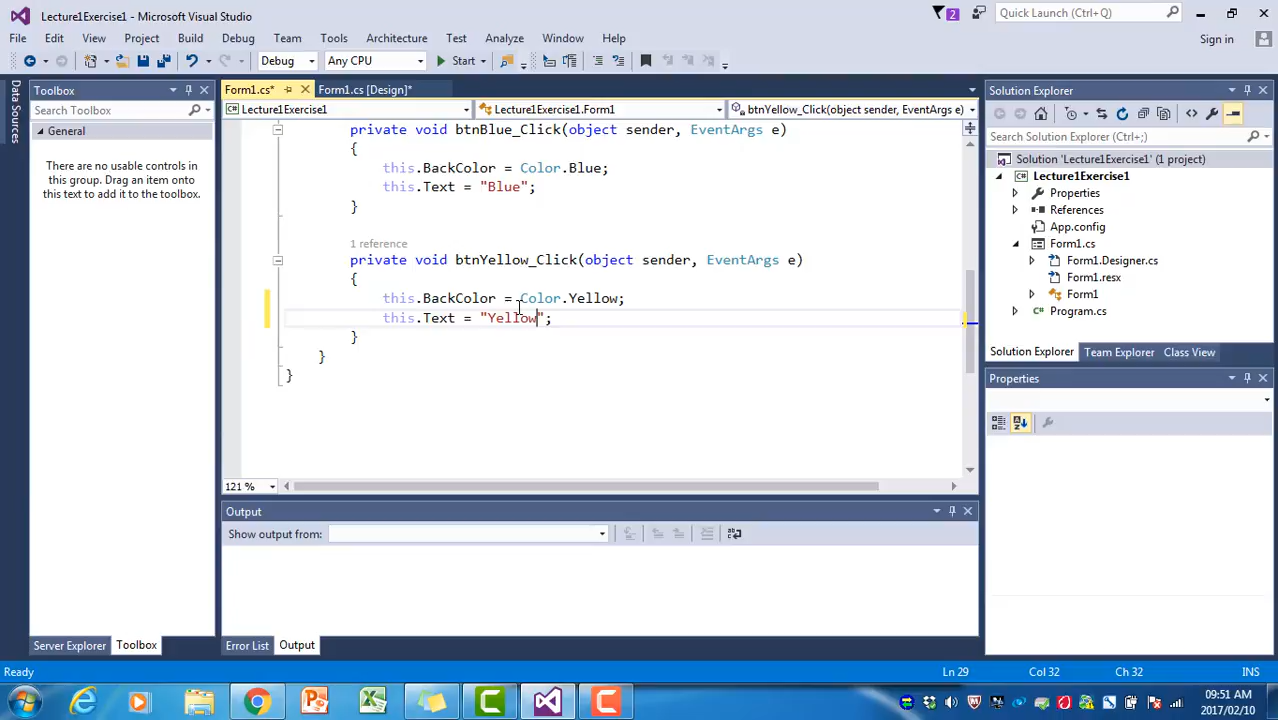 Lecture1Exercise1 - Microsoft Visual Studio
2
Quick Launch (Ctrl+Q)
File Edit View Project Build Debug Team Tools Architecture Test Analyze Window Help
Sign in
Debug
Any CPU
Start
Data Sources
Toolbox
Search Toolbox
General
There are no usable controls in
this group. Drag an item onto
this text to add it to the toolbox.
Server Explorer Toolbox
Form1.cs*
Form1.cs [Design]*
Lecture1Exercise1
Lecture1Exercise1.Form1
btnYellow_Click(object sender, EventArgs e)
private void btnBlue_Click(object sender, EventArgs e)
{
this.BackColor = Color.Blue;
this.Text = "Blue";
}
1 reference
private void btnYellow_Click(object sender, EventArgs e)
{
this.BackColor = Color.Yellow;
this.Text = "Yellow";
}
}
}
121 %
Output
Show output from:
Error List Output
Solution Explorer
Search Solution Explorer (Ctrl+;)
Solution 'Lecture1Exercise1' (1 project)
Lecture1Exercise1
Properties
References
App.config
Form1.cs
Form1.Designer.cs
Form1.resx
Form1
Program.cs
Solution Explorer Team Explorer Class View
Properties
Ready
Ln 29
Col 32
Ch 32
INS
09:51 AM
2017/02/10